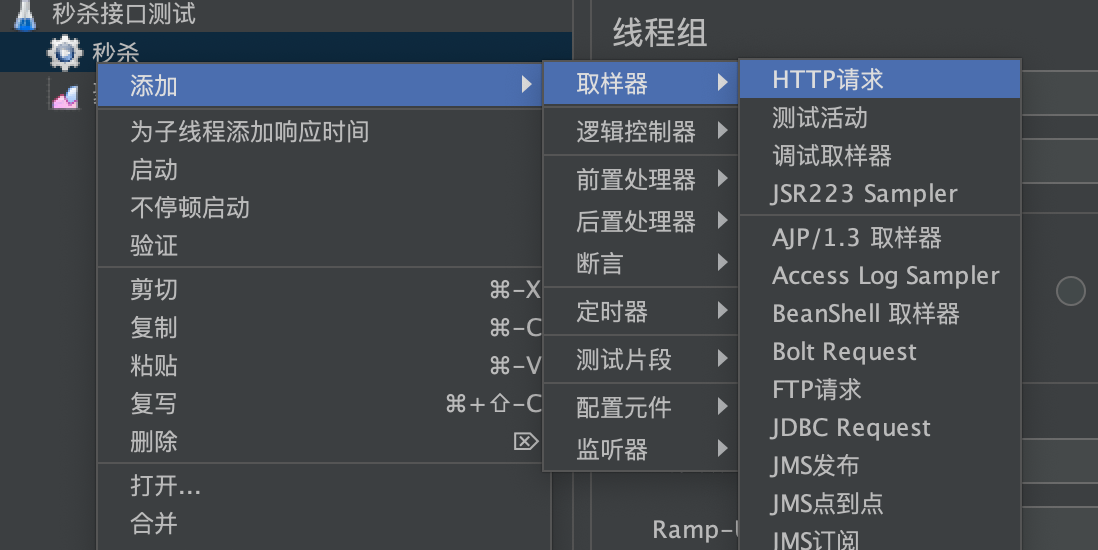 秒杀接口测试
秒杀
线程组
添加
为子线程添加响应时间
启动
不停顿启动
验证
剪切 ⌘-X
复制 ⌘-C
粘贴 ⌘-V
复写 ⌘+⇧-C
删除 ⌦
打开...
合并
取样器
逻辑控制器
前置处理器
后置处理器
断言
定时器
测试片段
配置元件
监听器
HTTP请求
测试活动
调试取样器
JSR223 Sampler
AJP/1.3 取样器
Access Log Sampler
BeanShell 取样器
Bolt Request
FTP请求
JDBC Request
JMS发布
JMS点到点
JMS订阅
Ramp-